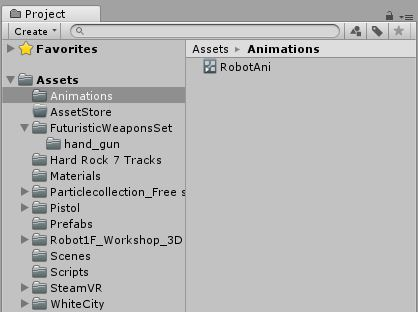 Project
Create
Favorites
Assets
Animations
AssetStore
FuturisticWeaponsSet
hand_gun
Hard Rock 7 Tracks
Materials
Particlecollection_Free s
Pistol
Prefabs
Robot1F_Workshop_3D
Scenes
Scripts
SteamVR
WhiteCity
Assets ▸ Animations
RobotAni